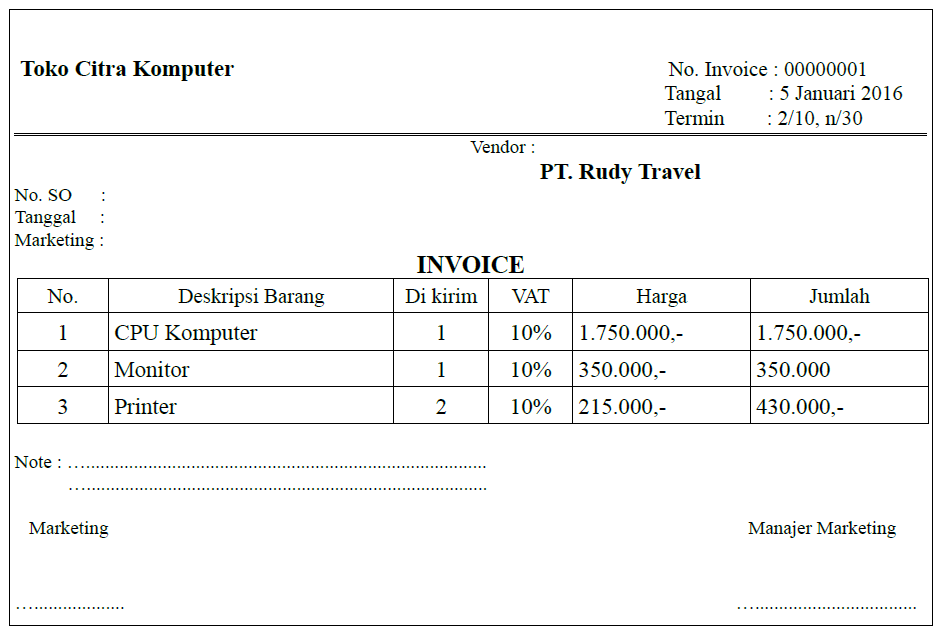 Toko Citra Komputer
No. Invoice : 00000001
Tangal : 5 Januari 2016
Termin : 2/10, n/30
Vendor :
PT. Rudy Travel
No. SO :
Tanggal :
Marketing :
INVOICE
No. Deskripsi Barang Di kirim VAT Harga Jumlah
1 CPU Komputer 1 10% 1.750.000,- 1.750.000,-
2 Monitor 1 10% 350.000,- 350.000
3 Printer 2 10% 215.000,- 430.000,-
Note : ….....................................................................................
….....................................................................................
Marketing Manajer Marketing
…................... ….................................